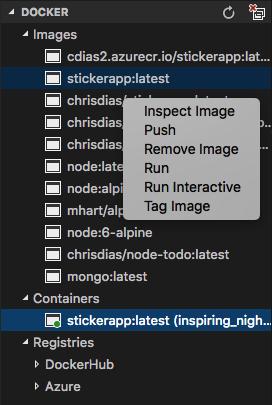 DOCKER
Images
cdias2.azurecr.io/stickerapp:lat...
stickerapp:latest
chrisdias/
Inspect Image
chrisdias/
Push
chrisdias/
Remove Image
node:late
Run
node:alpi
Run Interactive
mhart/alp
Tag Image
node:6-alpine
chrisdias/node-todo:latest
mongo:latest
Containers
stickerapp:latest (inspiring_nigh...
Registries
DockerHub
Azure